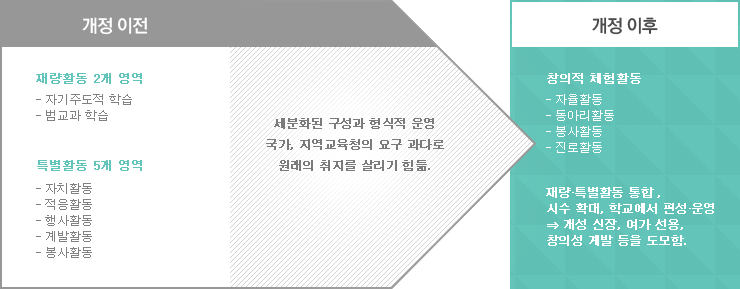 개정 이전
재량활동 2개 영역
- 자기주도적 학습
- 범교과 학습
특별활동 5개 영역
- 자치활동
- 적응활동
- 행사활동
- 계발활동
- 봉사활동
세분화된 구성과 형식적 운영
국가, 지역교육청의 요구 과다로
원래의 취지를 살리기 힘듦.
개정 이후
창의적 체험활동
- 자율활동
- 동아리활동
- 봉사활동
- 진로활동
재량·특별활동 통합 ,
시수 확대, 학교에서 편성·운영
⇒ 개성 신장, 여가 선용,
창의성 계발 등을 도모함.